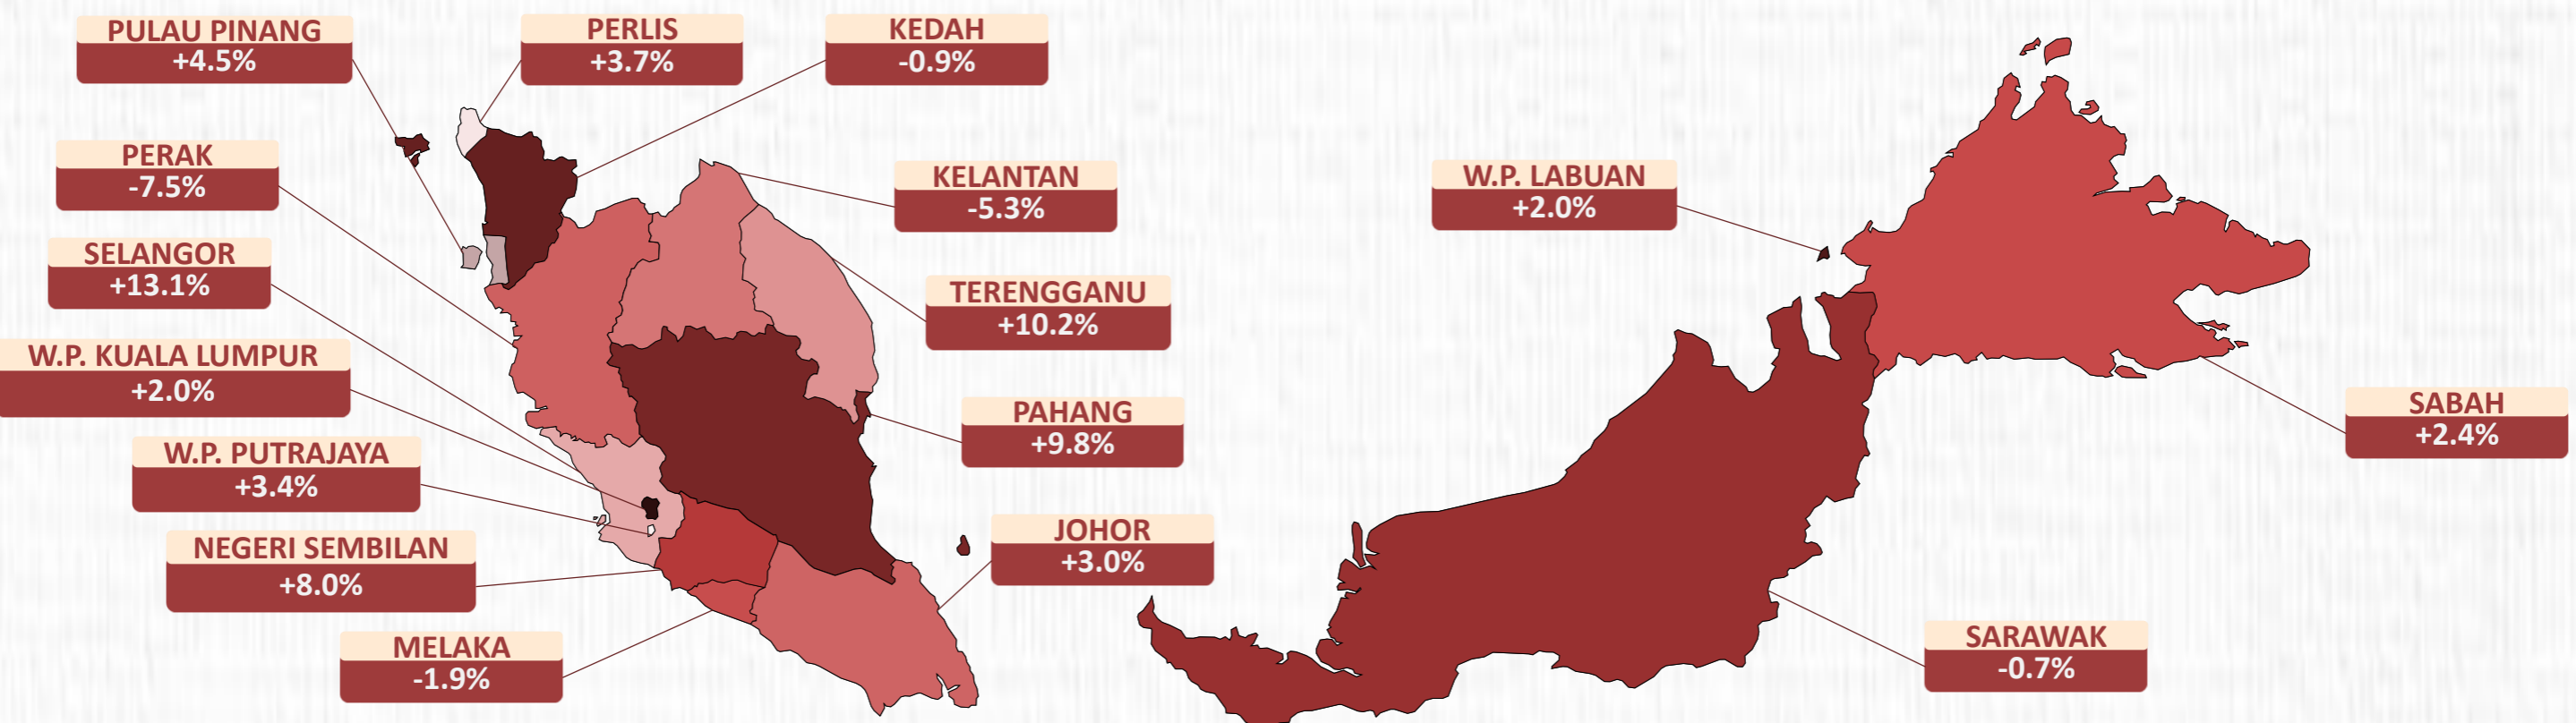 PULAU PINANG
+4.5%
PERLIS
+3.7%
KEDAH
-0.9%
PERAK
-7.5%
KELANTAN
-5.3%
W.P. LABUAN
+2.0%
SELANGOR
+13.1%
TERENGGANU
+10.2%
W.P. KUALA LUMPUR
+2.0%
PAHANG
+9.8%
SABAH
+2.4%
W.P. PUTRAJAYA
+3.4%
NEGERI SEMBILAN
+8.0%
JOHOR
+3.0%
MELAKA
-1.9%
SARAWAK
-0.7%